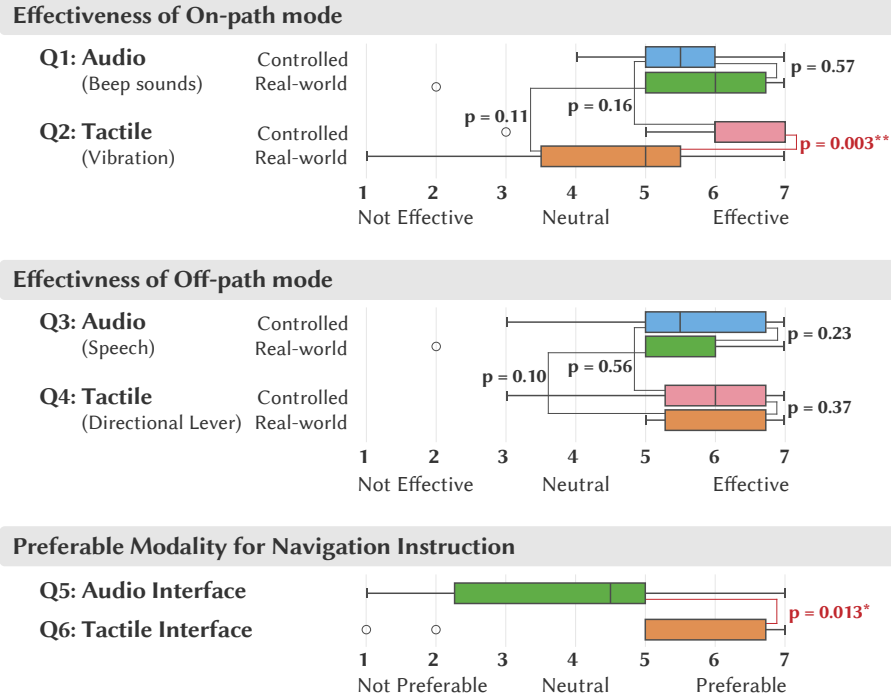 Effectiveness of On-path mode
Q1: Audio Controlled
(Beep sounds) Real-world
p = 0.57
p = 0.11
p = 0.16
Q2: Tactile Controlled
(Vibration) Real-world
p = 0.003**
1 2 3 4 5 6 7
Not Effective Neutral Effective
Effectivness of Off-path mode
Q3: Audio Controlled
(Speech) Real-world
p = 0.23
p = 0.10
p = 0.56
Q4: Tactile Controlled
(Directional Lever) Real-world
p = 0.37
1 2 3 4 5 6 7
Not Effective Neutral Effective
Preferable Modality for Navigation Instruction
Q5: Audio Interface
p = 0.013*
Q6: Tactile Interface
1 2 3 4 5 6 7
Not Preferable Neutral Preferable